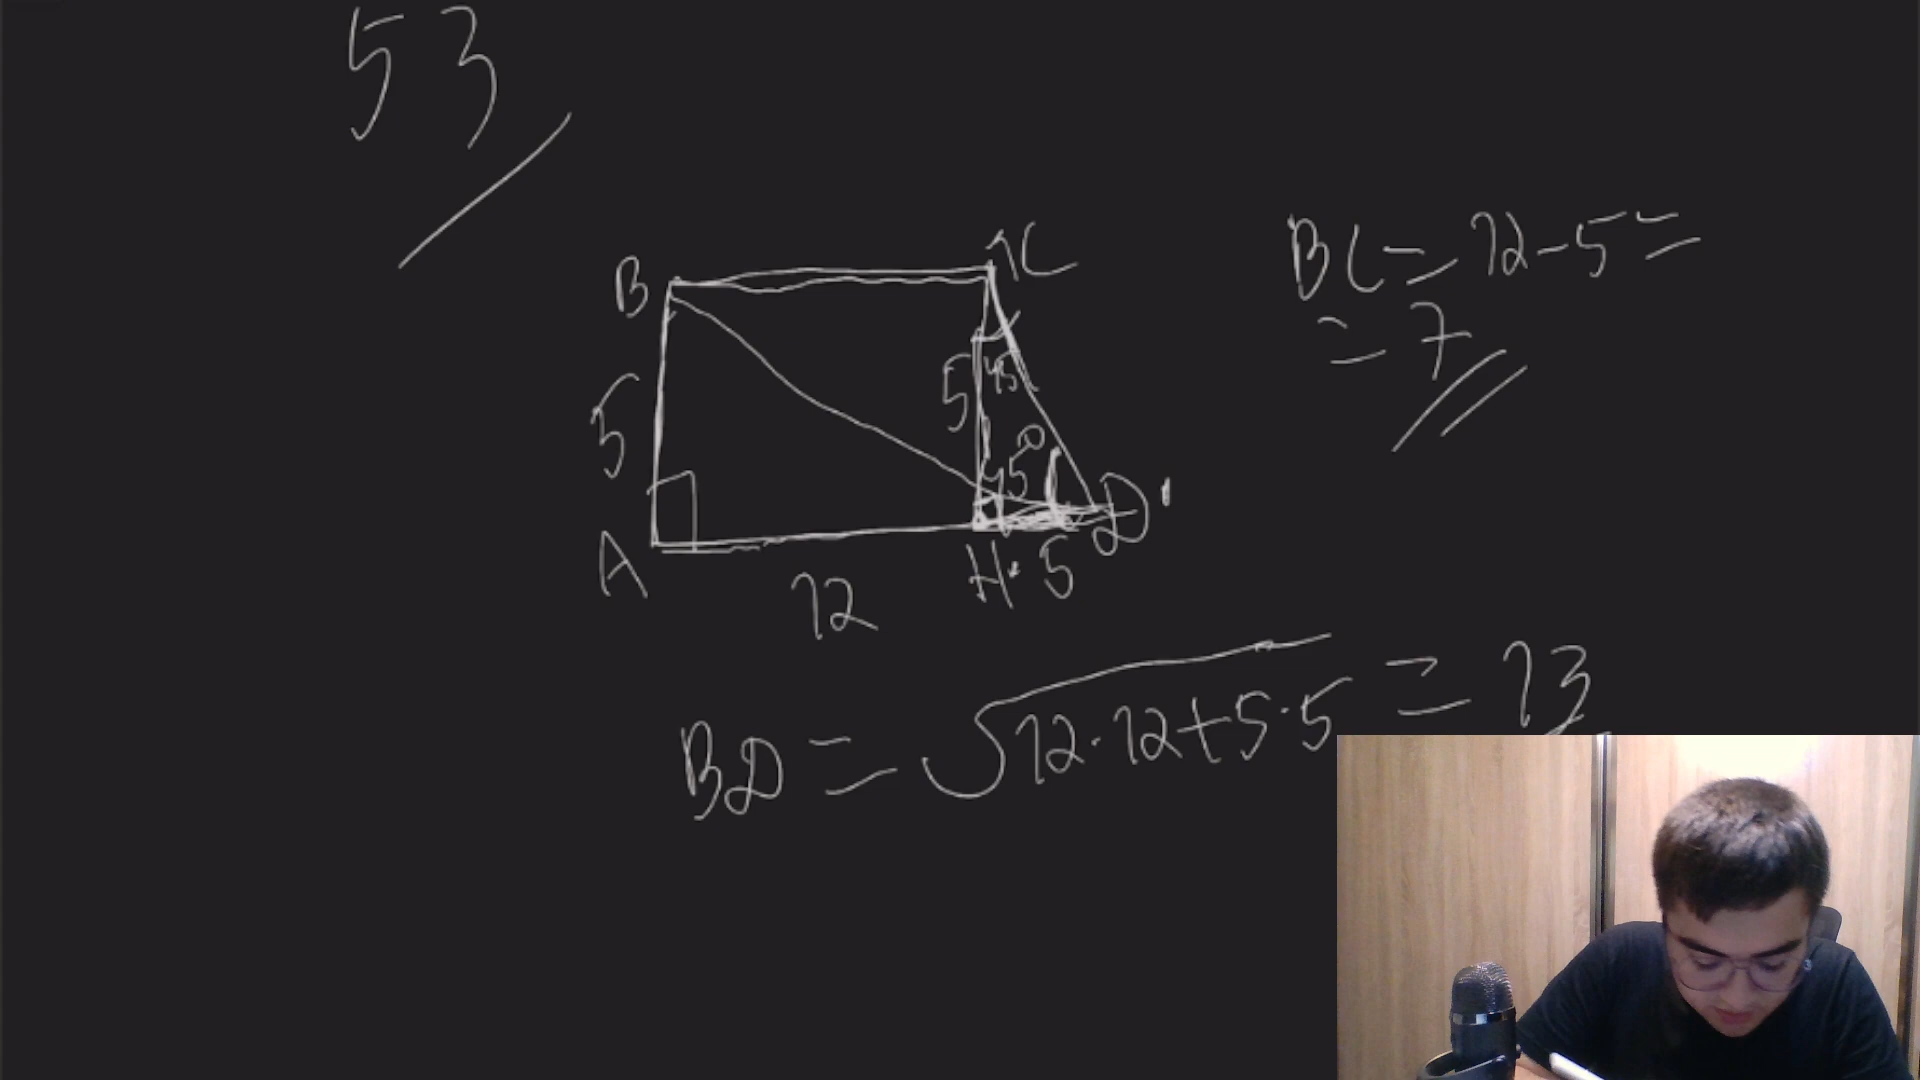 53
B
C
BC = 12 - 5 =
= 7
5
5
45
45°
A
H
5
D
12
BD = √12·12+5·5 = 13